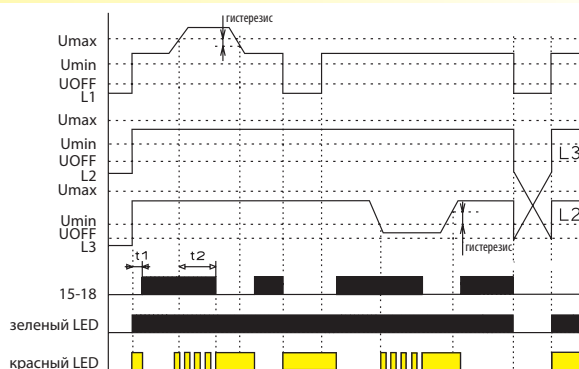 гистерезис
Umax
Umin
UOFF
L1
Umax
Umin
UOFF
L2
L3
Umax
Umin
UOFF
L3
L2
гистерезис
t1 t2
15-18
зеленый LED
красный LED